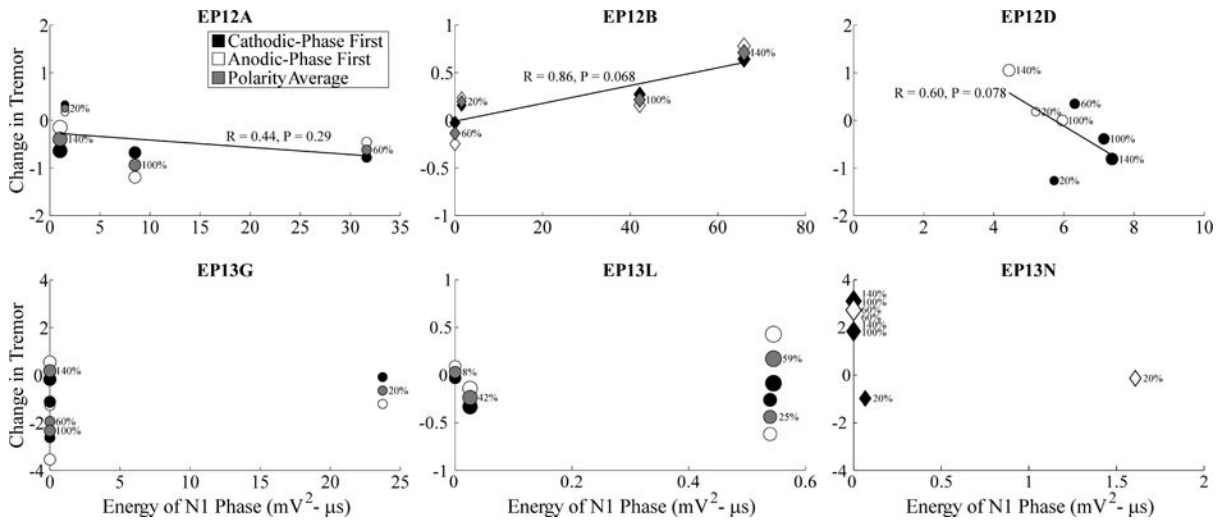 EP12A
EP12B
EP12D
Cathodic-Phase First
Anodic-Phase First
Polarity Average
Change in Tremor
2
1
0
-1
-2
20%
140%
100%
60%
R = 0.44, P = 0.29
0 5 10 15 20 25 30 35
1
0.5
0
-0.5
-1
20%
60%
R = 0.86, P = 0.068
140%
100%
0 20 40 60 80
2
1
0
-1
-2
140%
R = 0.60, P = 0.078
60%
20%
100%
100%
140%
20%
0 2 4 6 8 10
EP13G
EP13L
EP13N
Change in Tremor
4
2
0
-2
-4
140%
60%
100%
20%
0 5 10 15 20 25
Energy of N1 Phase (mV²- μs)
1
0.5
0
-0.5
-1
8%
42%
59%
25%
0 0.2 0.4 0.6
Energy of N1 Phase (mV²- μs)
4
2
0
-2
-4
140%
100%
60%
60%
140%
100%
20%
20%
0 0.5 1 1.5 2
Energy of N1 Phase (mV²- μs)